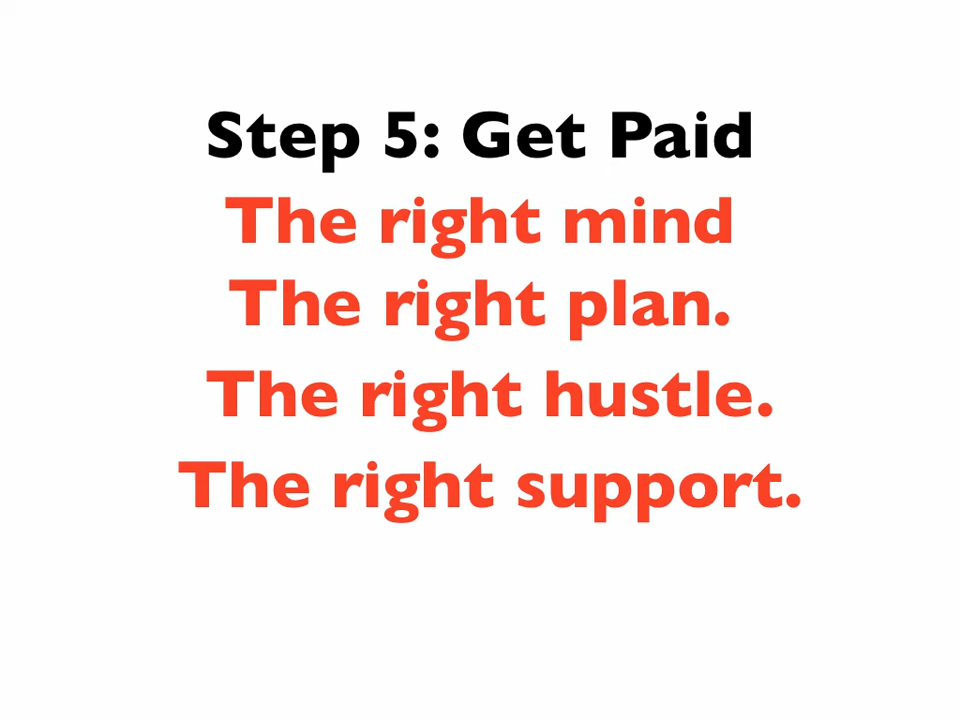 Step 5: Get Paid
The right mind
The right plan.
The right hustle.
The right support.